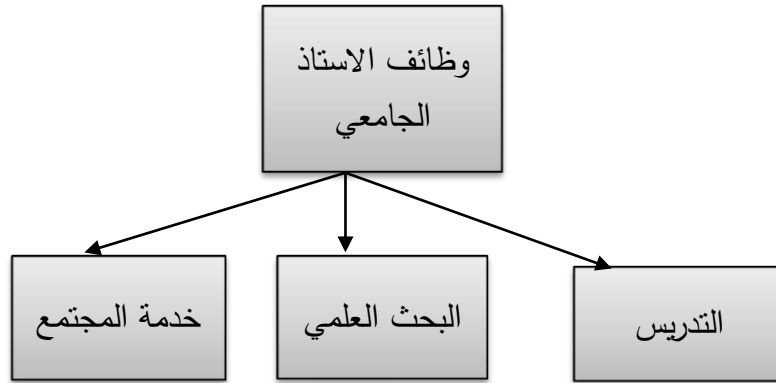 وظائف الاستاذ
الجامعي
التدريس
البحث العلمي
خدمة المجتمع